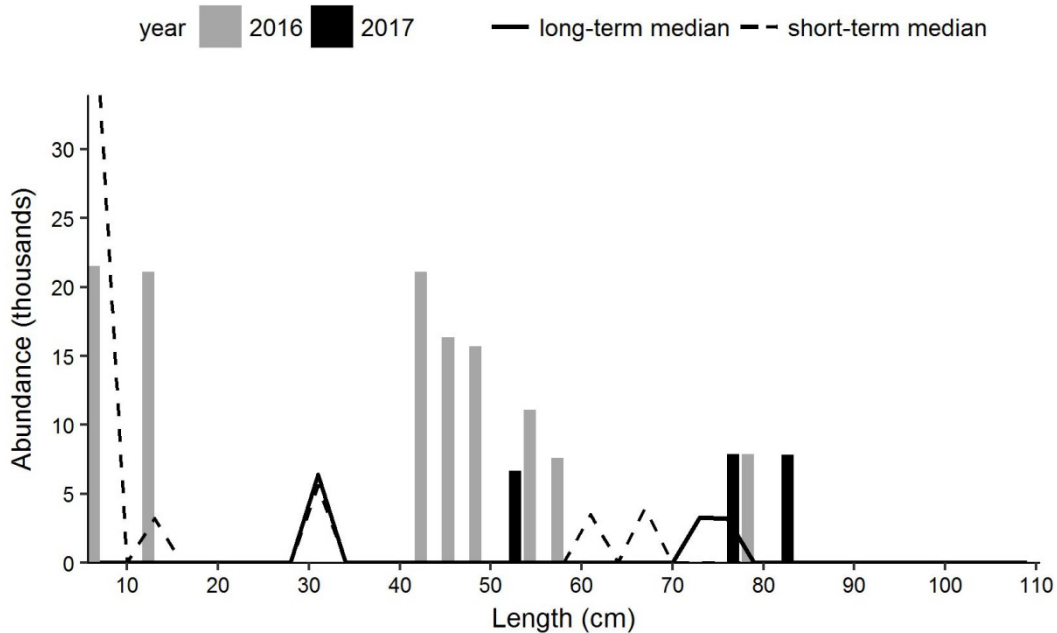 year 2016 2017 long-term median short-term median
Abundance (thousands)
30
25
20
15
10
5
0
10 20 30 40 50 60 70 80 90 100 110
Length (cm)